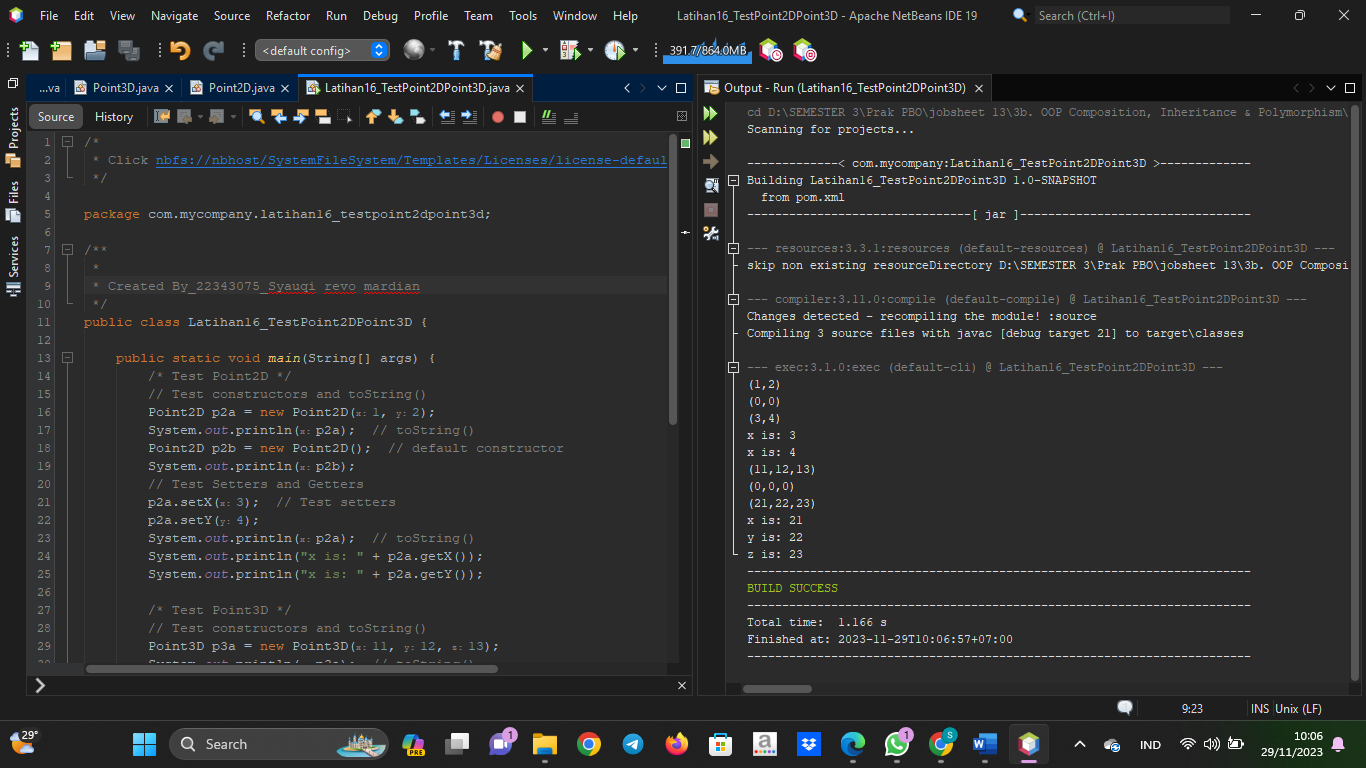 File Edit View Navigate Source Refactor Run Debug Profile Team Tools Window Help Latihan16_TestPoint2DPoint3D - Apache NetBeans IDE 19 Search (Ctrl+I)
<default config> 391.7/864.0MB
...va Point3D.java Point2D.java Latihan16_TestPoint2DPoint3D.java
Source History
Projects
Files
Services
1 /*
2 * Click nbfs://nbhost/SystemFileSystem/Templates/Licenses/license-defaul
3 */
4
5 package com.mycompany.latihan16_testpoint2dpoint3d;
6
7 /**
8 *
9 * Created By_22343075_Syauqi revo mardian
10 */
11 public class Latihan16_TestPoint2DPoint3D {
12
13 public static void main(String[] args) {
14 /* Test Point2D */
15 // Test constructors and toString()
16 Point2D p2a = new Point2D(x: 1, y: 2);
17 System.out.println(x: p2a); // toString()
18 Point2D p2b = new Point2D(); // default constructor
19 System.out.println(x: p2b);
20 // Test Setters and Getters
21 p2a.setX(x: 3); // Test setters
22 p2a.setY(y: 4);
23 System.out.println(x: p2a); // toString()
24 System.out.println("x is: " + p2a.getX());
25 System.out.println("x is: " + p2a.getY());
26
27 /* Test Point3D */
28 // Test constructors and toString()
29 Point3D p3a = new Point3D(x: 11, y: 12, z: 13);
Output - Run (Latihan16_TestPoint2DPoint3D)
cd D:\SEMESTER 3\Prak PBO\jobsheet 13\3b. OOP Composition, Inheritance & Polymorphism\
Scanning for projects...
------------< com.mycompany:Latihan16_TestPoint2DPoint3D >-------------
Building Latihan16_TestPoint2DPoint3D 1.0-SNAPSHOT
from pom.xml
--------------------------------[ jar ]---------------------------------
--- resources:3.3.1:resources (default-resources) @ Latihan16_TestPoint2DPoint3D ---
skip non existing resourceDirectory D:\SEMESTER 3\Prak PBO\jobsheet 13\3b. OOP Composi
--- compiler:3.11.0:compile (default-compile) @ Latihan16_TestPoint2DPoint3D ---
Changes detected - recompiling the module! :source
Compiling 3 source files with javac [debug target 21] to target\classes
--- exec:3.1.0:exec (default-cli) @ Latihan16_TestPoint2DPoint3D ---
(1,2)
(0,0)
(3,4)
x is: 3
x is: 4
(11,12,13)
(0,0,0)
(21,22,23)
x is: 21
y is: 22
z is: 23
------------------------------------------------------------------------
BUILD SUCCESS
------------------------------------------------------------------------
Total time: 1.166 s
Finished at: 2023-11-29T10:06:57+07:00
------------------------------------------------------------------------
9:23 INS Unix (LF)
29° Search PRE 1 1 S IND 10:06
29/11/2023